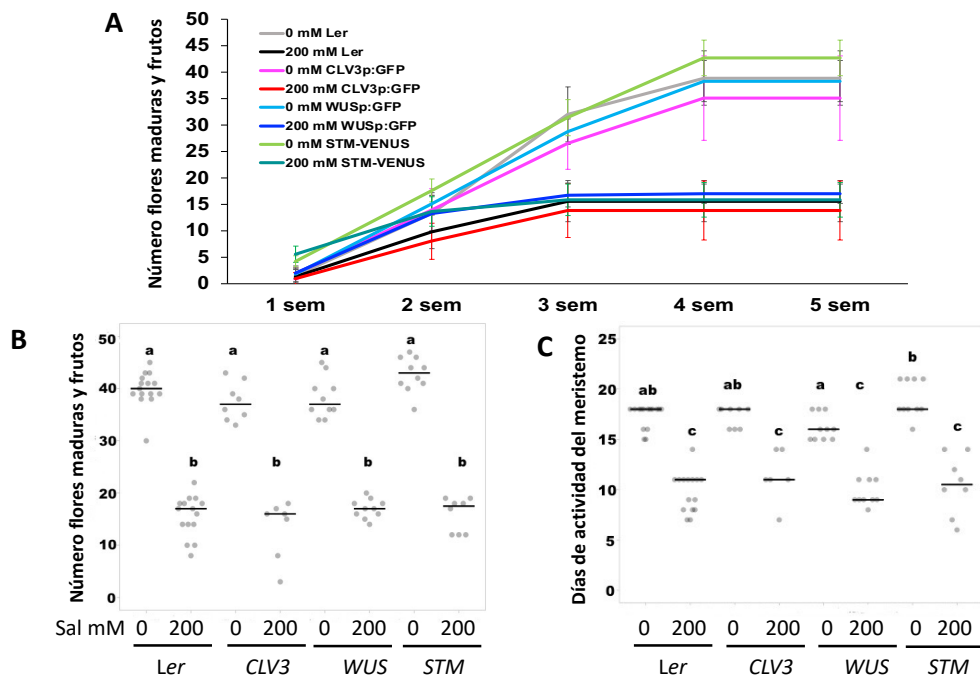 A
Número flores maduras y frutos
50
45
40
35
30
25
20
15
10
5
0
0 mM Ler
200 mM Ler
0 mM CLV3p:GFP
200 mM CLV3p:GFP
0 mM WUSp:GFP
200 mM WUSp:GFP
0 mM STM-VENUS
200 mM STM-VENUS
1 sem 2 sem 3 sem 4 sem 5 sem
B
Número flores maduras y frutos
50
40
30
20
10
0
a a a a
b b b b
Sal mM 0 200 0 200 0 200 0 200
Ler CLV3 WUS STM
C
Días de actividad del meristemo
25
20
15
10
5
0
ab c ab c a c b c
0 200 0 200 0 200 0 200
Ler CLV3 WUS STM